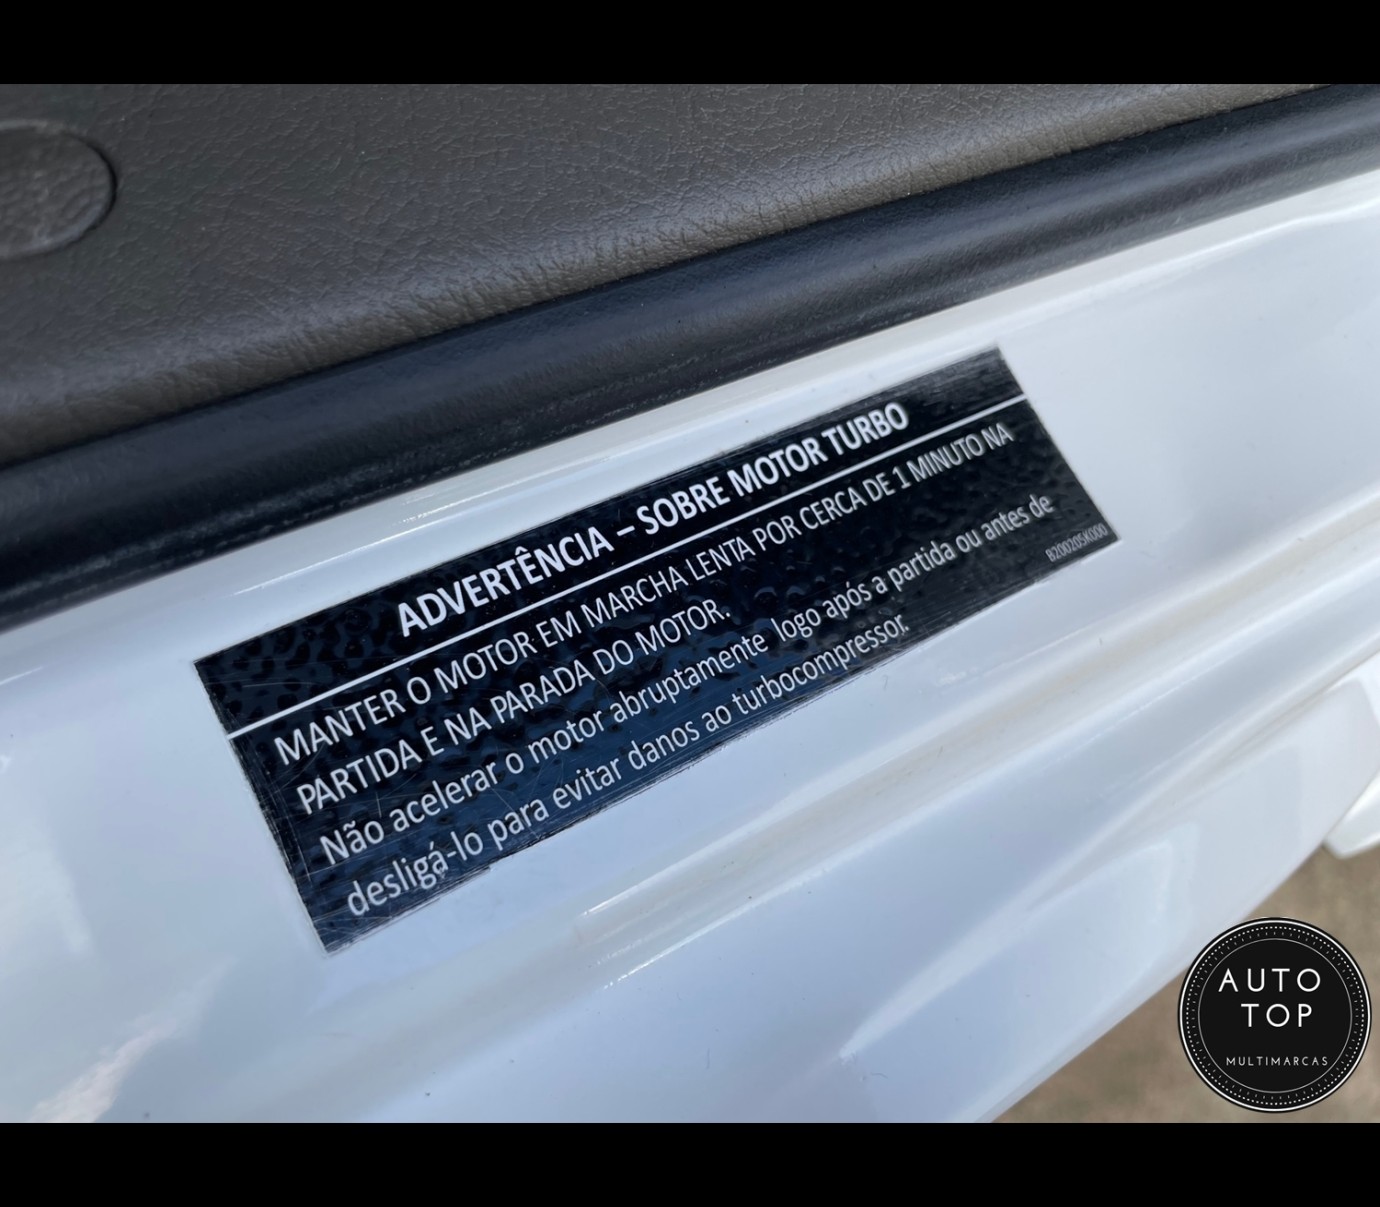 ADVERTÊNCIA – SOBRE MOTOR TURBO
MANTER O MOTOR EM MARCHA LENTA POR CERCA DE 1 MINUTO NA
PARTIDA E NA PARADA DO MOTOR.
Não acelerar o motor abruptamente logo após a partida ou antes de
desligá-lo para evitar danos ao turbocompressor.
B200205K000
AUTO
TOP
MULTIMARCAS